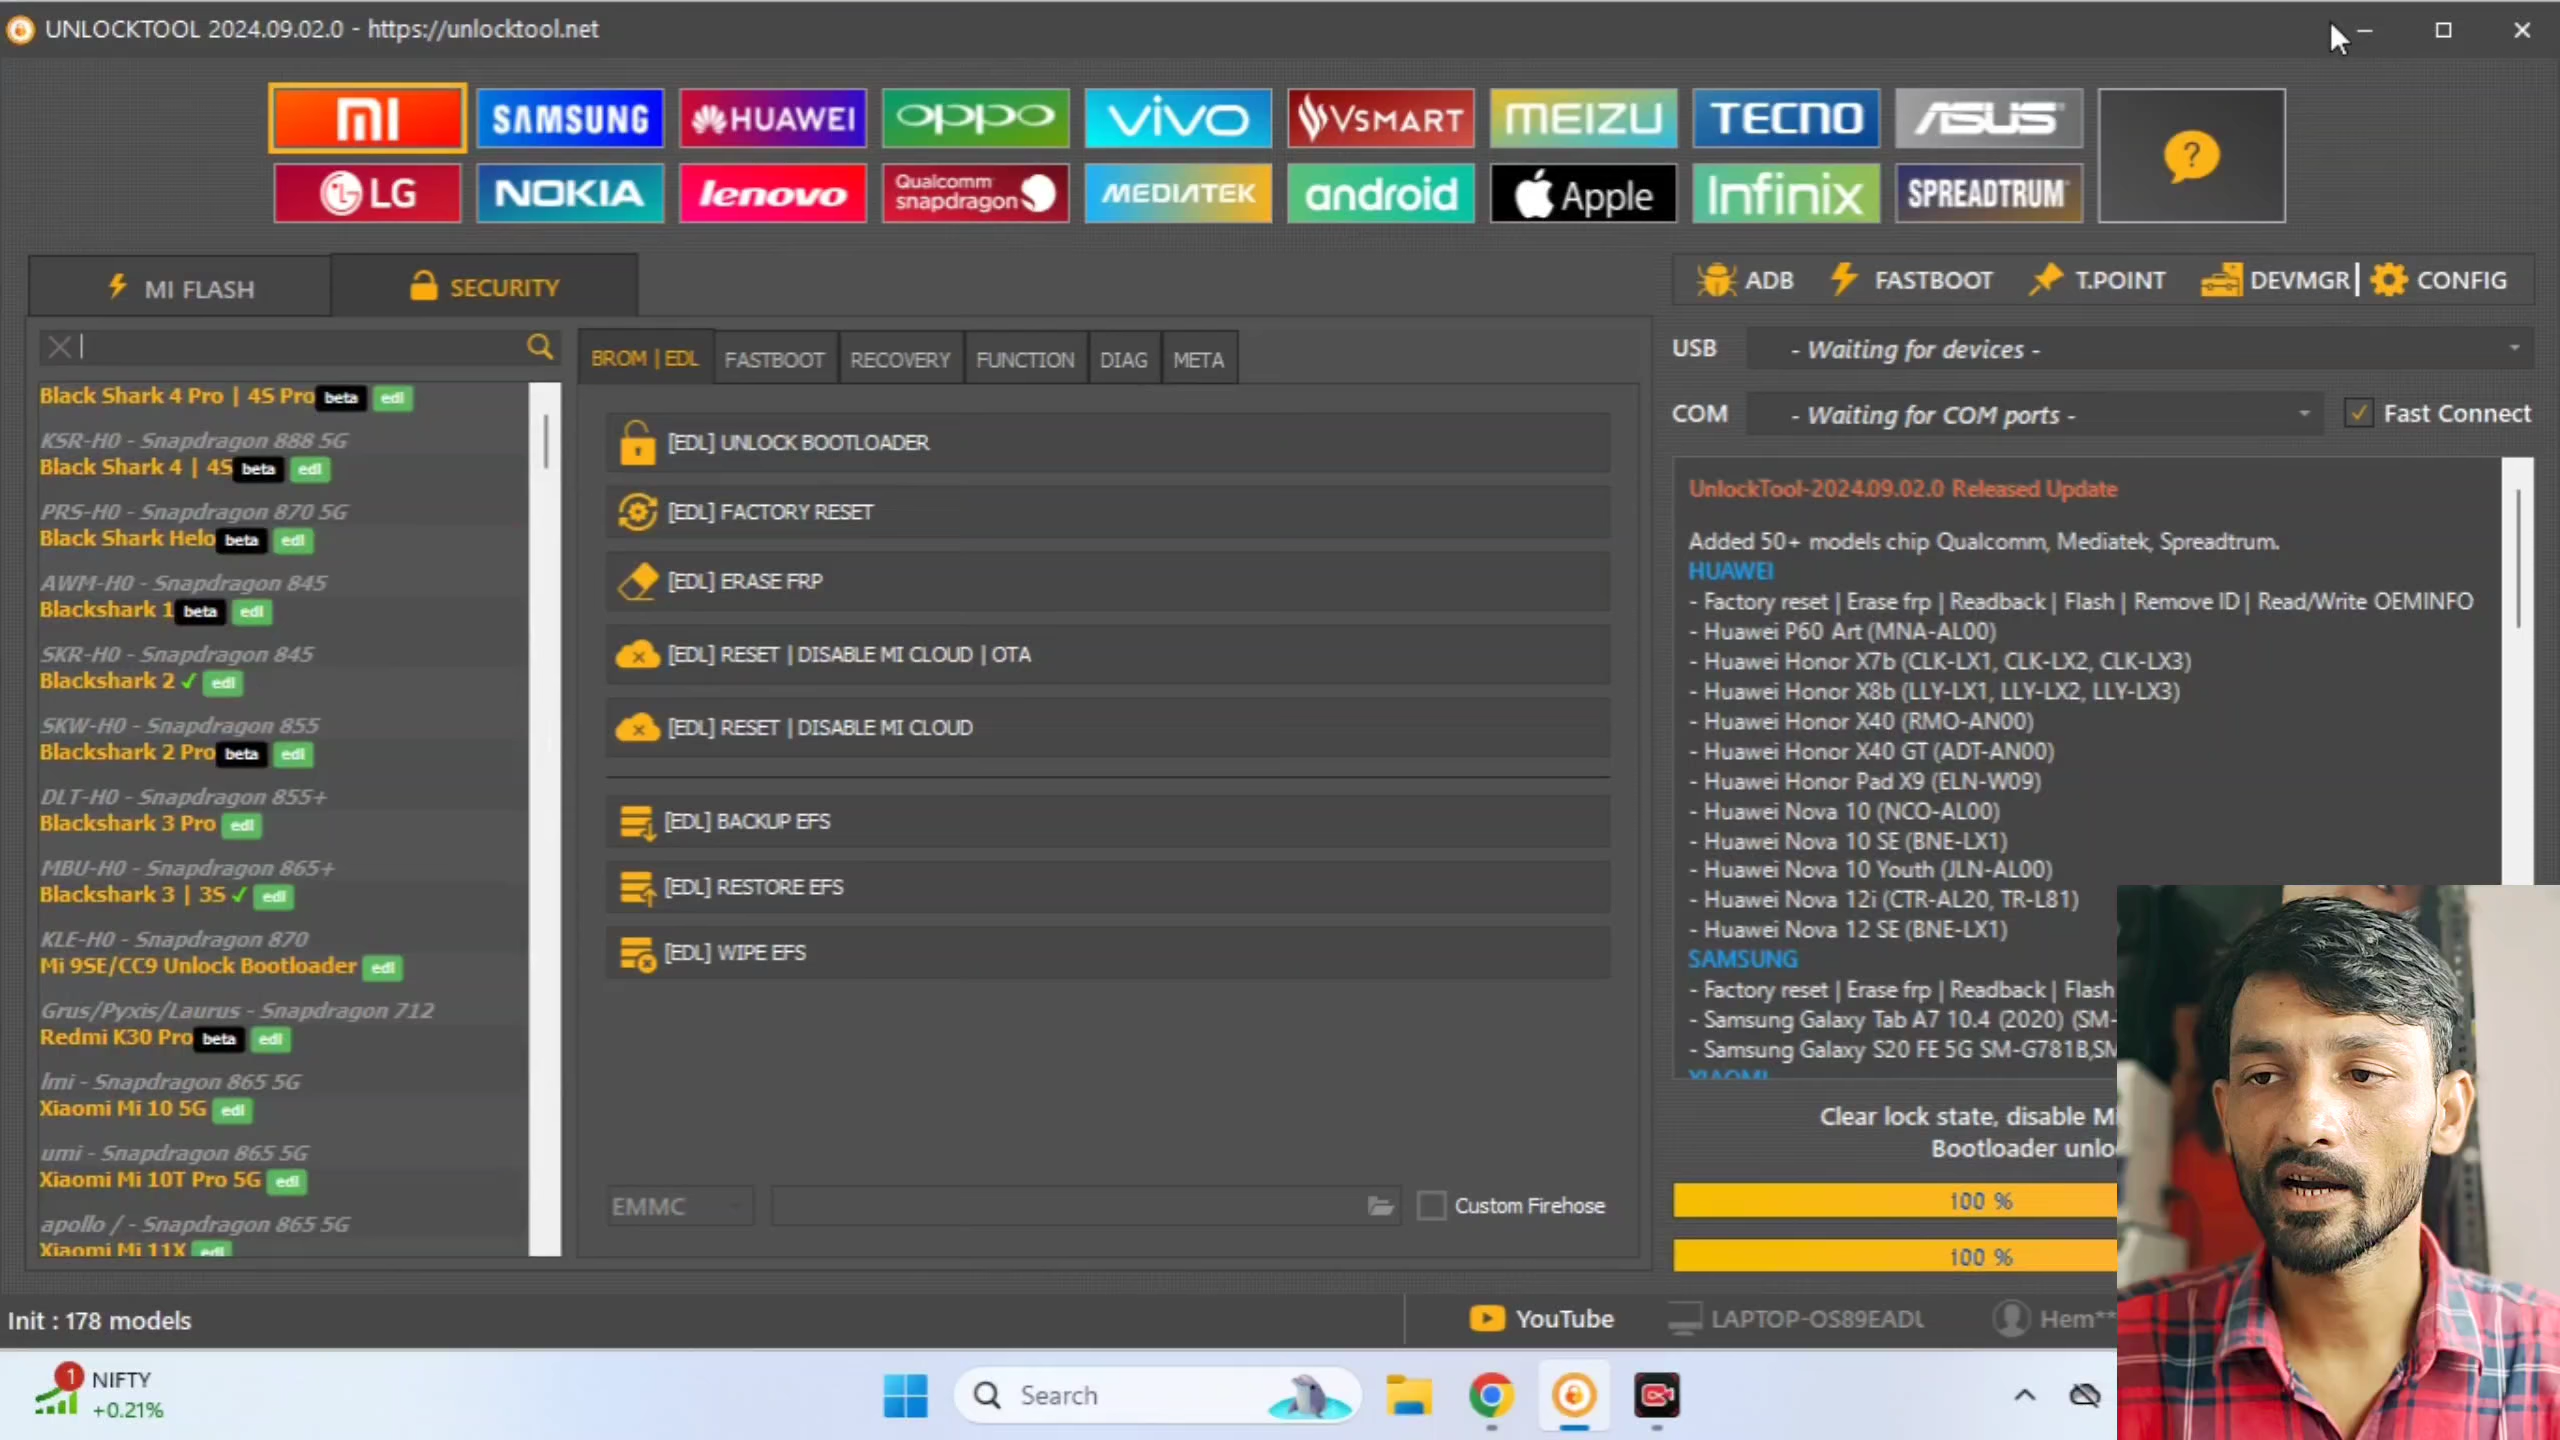 UNLOCKTOOL 2024.09.02.0 - https://unlocktool.net
MI SAMSUNG HUAWEI OPPO VIVO VSMART MEIZU TECNO ASUS
LG NOKIA lenovo Qualcomm snapdragon MEDIATEK android Apple Infinix SPREADTRUM ?
MI FLASH SECURITY
ADB FASTBOOT T.POINT DEVMGR CONFIG
BROM | EDL FASTBOOT RECOVERY FUNCTION DIAG META
USB - Waiting for devices -
COM - Waiting for COM ports - Fast Connect
Black Shark 4 Pro | 4S Pro beta edl
KSR-H0 - Snapdragon 888 5G
Black Shark 4 | 4S beta edl
PRS-H0 - Snapdragon 870 5G
Black Shark Helo beta edl
AWM-H0 - Snapdragon 845
Blackshark 1 beta edl
SKR-H0 - Snapdragon 845
Blackshark 2 ✓ edl
SKW-H0 - Snapdragon 855
Blackshark 2 Pro beta edl
DLT-H0 - Snapdragon 855+
Blackshark 3 Pro edl
MBU-H0 - Snapdragon 865+
Blackshark 3 | 3S ✓ edl
KLE-H0 - Snapdragon 870
Mi 9SE/CC9 Unlock Bootloader edl
Grus/Pyxis/Laurus - Snapdragon 712
Redmi K30 Pro beta edl
lmi - Snapdragon 865 5G
Xiaomi Mi 10 5G edl
umi - Snapdragon 865 5G
Xiaomi Mi 10T Pro 5G edl
apollo / - Snapdragon 865 5G
Xiaomi Mi 11X edl
[EDL] UNLOCK BOOTLOADER
[EDL] FACTORY RESET
[EDL] ERASE FRP
[EDL] RESET | DISABLE MI CLOUD | OTA
[EDL] RESET | DISABLE MI CLOUD
[EDL] BACKUP EFS
[EDL] RESTORE EFS
[EDL] WIPE EFS
EMMC Custom Firehose
UnlockTool-2024.09.02.0 Released Update
Added 50+ models chip Qualcomm, Mediatek, Spreadtrum.
HUAWEI
- Factory reset | Erase frp | Readback | Flash | Remove ID | Read/Write OEMINFO
- Huawei P60 Art (MNA-AL00)
- Huawei Honor X7b (CLK-LX1, CLK-LX2, CLK-LX3)
- Huawei Honor X8b (LLY-LX1, LLY-LX2, LLY-LX3)
- Huawei Honor X40 (RMO-AN00)
- Huawei Honor X40 GT (ADT-AN00)
- Huawei Honor Pad X9 (ELN-W09)
- Huawei Nova 10 (NCO-AL00)
- Huawei Nova 10 SE (BNE-LX1)
- Huawei Nova 10 Youth (JLN-AL00)
- Huawei Nova 12i (CTR-AL20, TR-L81)
- Huawei Nova 12 SE (BNE-LX1)
SAMSUNG
- Factory reset | Erase frp | Readback | Flash
- Samsung Galaxy Tab A7 10.4 (2020) (SM-
- Samsung Galaxy S20 FE 5G SM-G781B,SM
XIAOMI
Clear lock state, disable Mi
Bootloader unlo
100 %
100 %
Init : 178 models
YouTube LAPTOP-OS89EADL Hem**
1 NIFTY
+0.21%
Search